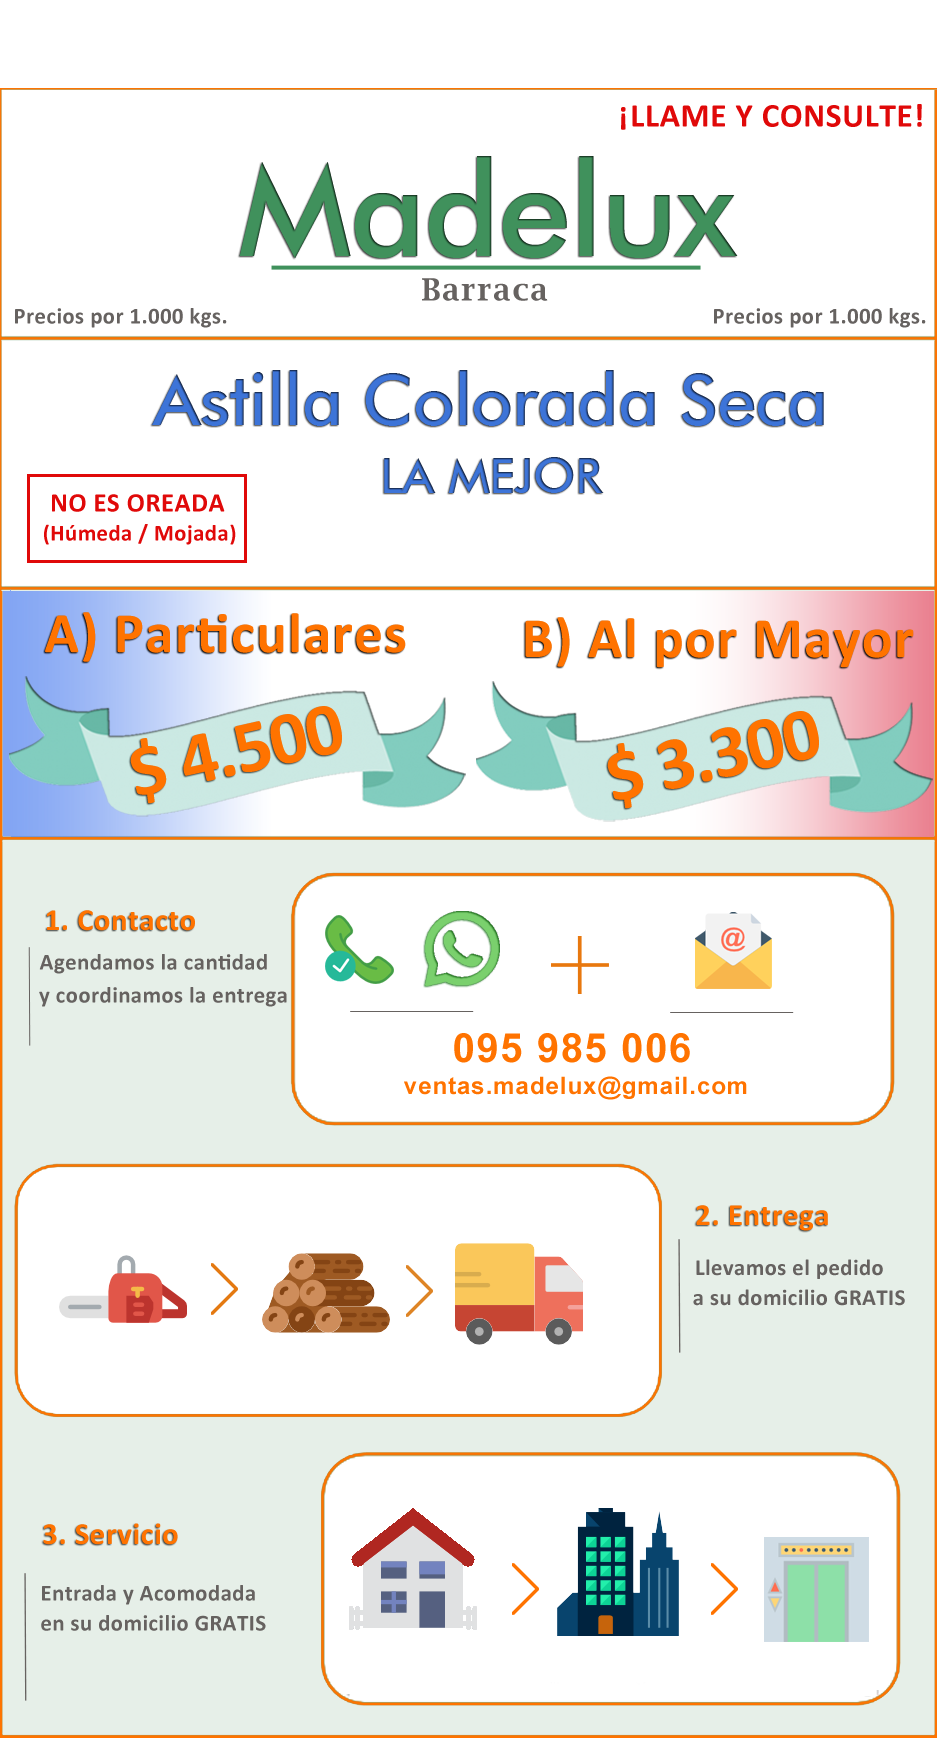 ¡LLAME Y CONSULTE!
Madelux
Barraca
Precios por 1.000 kgs.
Precios por 1.000 kgs.
Astilla Colorada Seca
LA MEJOR
NO ES OREADA
(Húmeda / Mojada)
A) Particulares
B) Al por Mayor
$ 4.500
$ 3.300
1. Contacto
Agendamos la cantidad
y coordinamos la entrega
@
095 985 006
ventas.madelux@gmail.com
2. Entrega
Llevamos el pedido
a su domicilio GRATIS
3. Servicio
Entrada y Acomodada
en su domicilio GRATIS